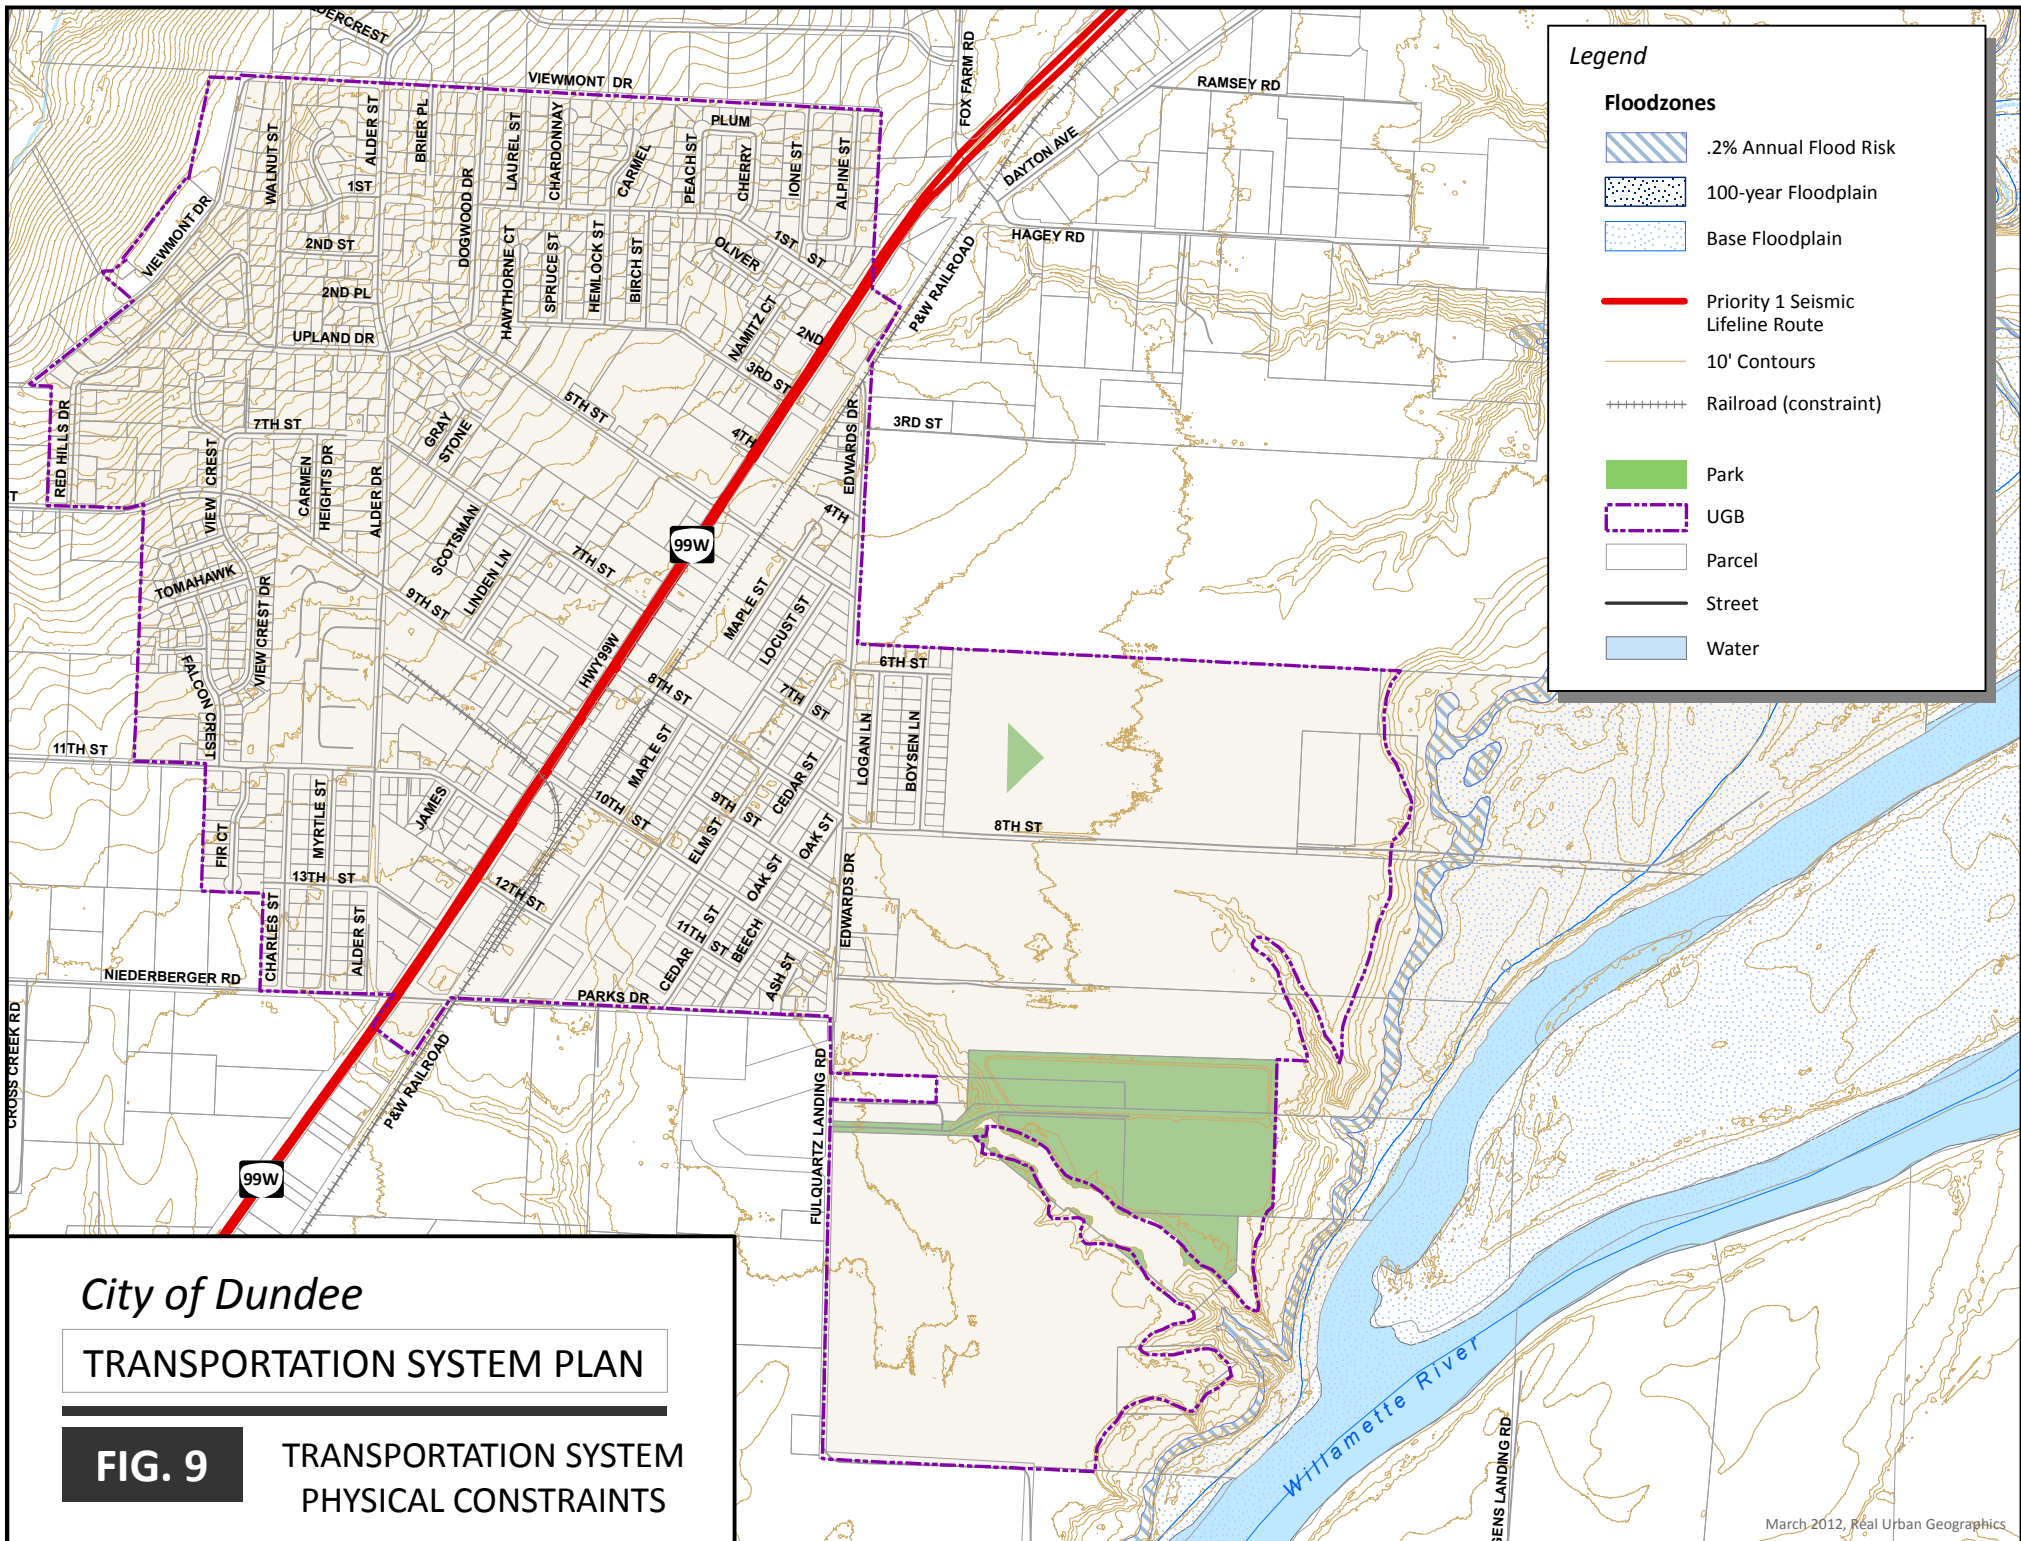 DERCREST
VIEWMONT DR
FOX FARM RD
RAMSEY RD
DAYTON AVE
HAGEY RD
P&W RAILROAD
WALNUT ST
ALDER ST
BRIER PL
LAUREL ST
CHARDONNAY
CARMEL
PEACH ST
PLUM
CHERRY
IONE ST
ALPINE ST
1ST
DOGWOOD DR
VIEWMONT DR
2ND ST
HAWTHORNE CT
SPRUCE ST
HEMLOCK ST
BIRCH ST
OLIVER
1ST
ST
2ND PL
UPLAND DR
NAMITZ CT
2ND
3RD ST
5TH ST
4TH
EDWARDS DR
3RD ST
RED HILLS DR
T
7TH ST
VIEW CREST
CARMEN
HEIGHTS DR
ALDER DR
GRAY
STONE
SCOTSMAN
LINDEN LN
7TH ST
99W
4TH
MAPLE ST
LOCUST ST
TOMAHAWK
9TH ST
VIEW CREST DR
FALCON CREST
HWY99W
8TH ST
7TH
ST
6TH ST
LOGAN LN
BOYSEN LN
11TH ST
FIR CT
MYRTLE ST
JAMES
MAPLE ST
10TH
ST
9TH
ST
CEDAR ST
ELM ST
OAK ST
OAK ST
8TH ST
13TH ST
12TH ST
CHARLES ST
ALDER ST
EDWARDS DR
ST
11TH
ST
BEECH
CEDAR
ASH ST
NIEDERBERGER RD
PARKS DR
CROSS CREEK RD
P&W RAILROAD
FULQUARTZ LANDING RD
99W
Willamette River
GENS LANDING RD
Legend
Floodzones
.2% Annual Flood Risk
100-year Floodplain
Base Floodplain
Priority 1 Seismic
Lifeline Route
10' Contours
Railroad (constraint)
Park
UGB
Parcel
Street
Water
City of Dundee
TRANSPORTATION SYSTEM PLAN
FIG. 9
TRANSPORTATION SYSTEM
PHYSICAL CONSTRAINTS
March 2012, Real Urban Geographics